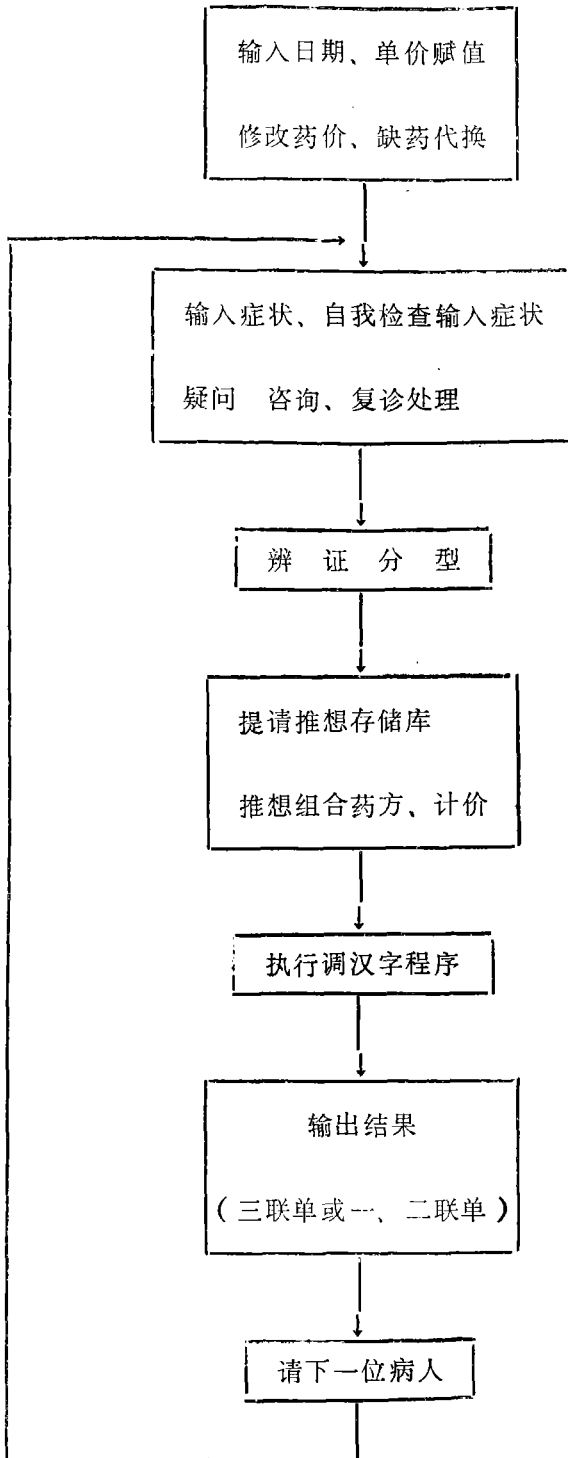 输入日期、单价赋值
修改药价、缺药代换
输入症状、自我检查输入症状
疑问 咨询、复诊处理
辨 证 分 型
提请推想存储库
推想组合药方、计价
执行调汉字程序
输出结果
(三联单或一、二联单)
请下一位病人